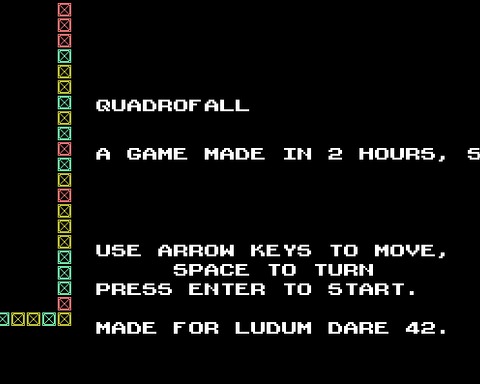 QUADROFALL
A GAME MADE IN 2 HOURS, S
USE ARROW KEYS TO MOVE,
SPACE TO TURN
PRESS ENTER TO START.
MADE FOR LUDUM DARE 42.